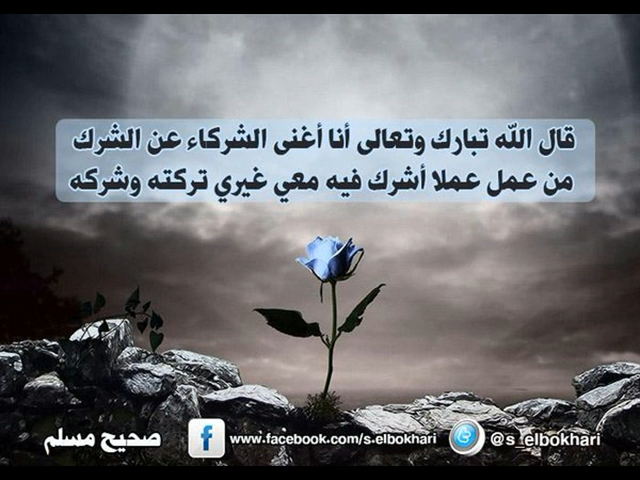 قال الله تبارك وتعالى أنا أغنى الشركاء عن الشرك
من عمل عملا أشرك فيه معي غيري تركته وشركه
صحيح مسلم
f www.facebook.com/s.elbokhari
@s_elbokhari